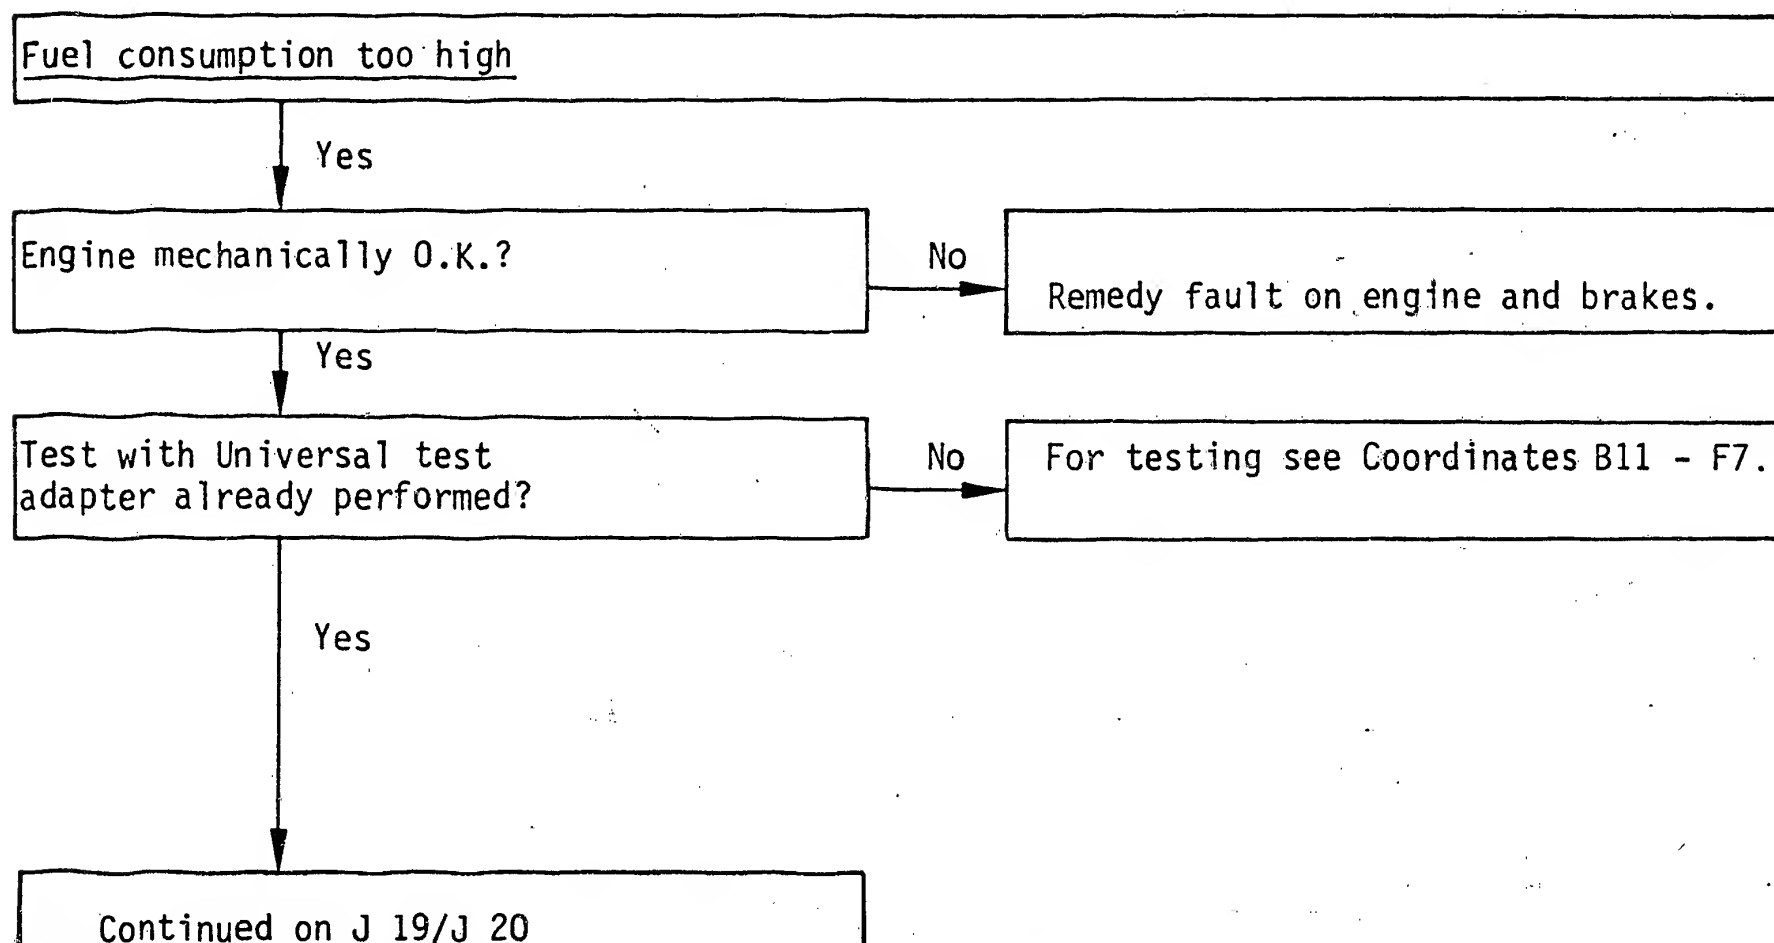 Fuel consumption too high
Yes
Engine mechanically O.K.?
No
Remedy fault on engine and brakes.
Yes
Test with Universal test
adapter already performed?
No
For testing see Coordinates B11 - F7.
Yes
Continued on J 19/J 20